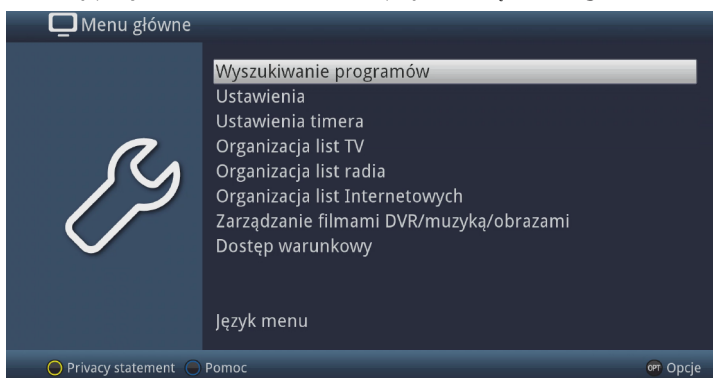 Menu główne
Wyszukiwanie programów
Ustawienia
Ustawienia timera
Organizacja list TV
Organizacja list radia
Organizacja list Internetowych
Zarządzanie filmami DVR/muzyką/obrazami
Dostęp warunkowy
Język menu
Privacy statement Pomoc OPT Opcje